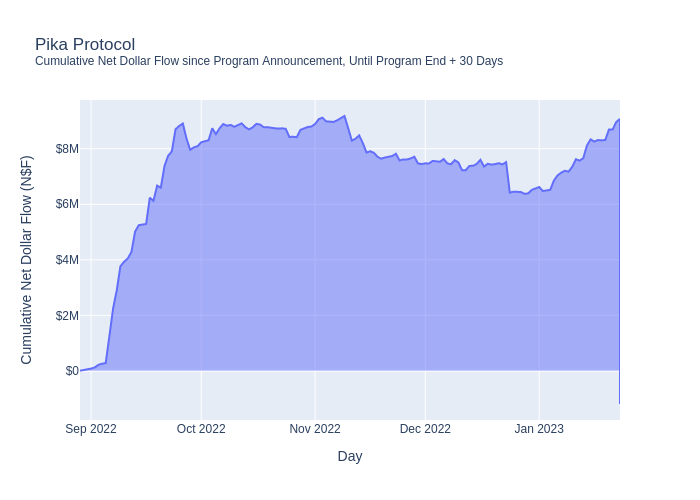 Pika Protocol
Cumulative Net Dollar Flow since Program Announcement, Until Program End + 30 Days
Cumulative Net Dollar Flow (N$F)
$8M
$6M
$4M
$2M
$0
Sep 2022
Oct 2022
Nov 2022
Dec 2022
Jan 2023
Day